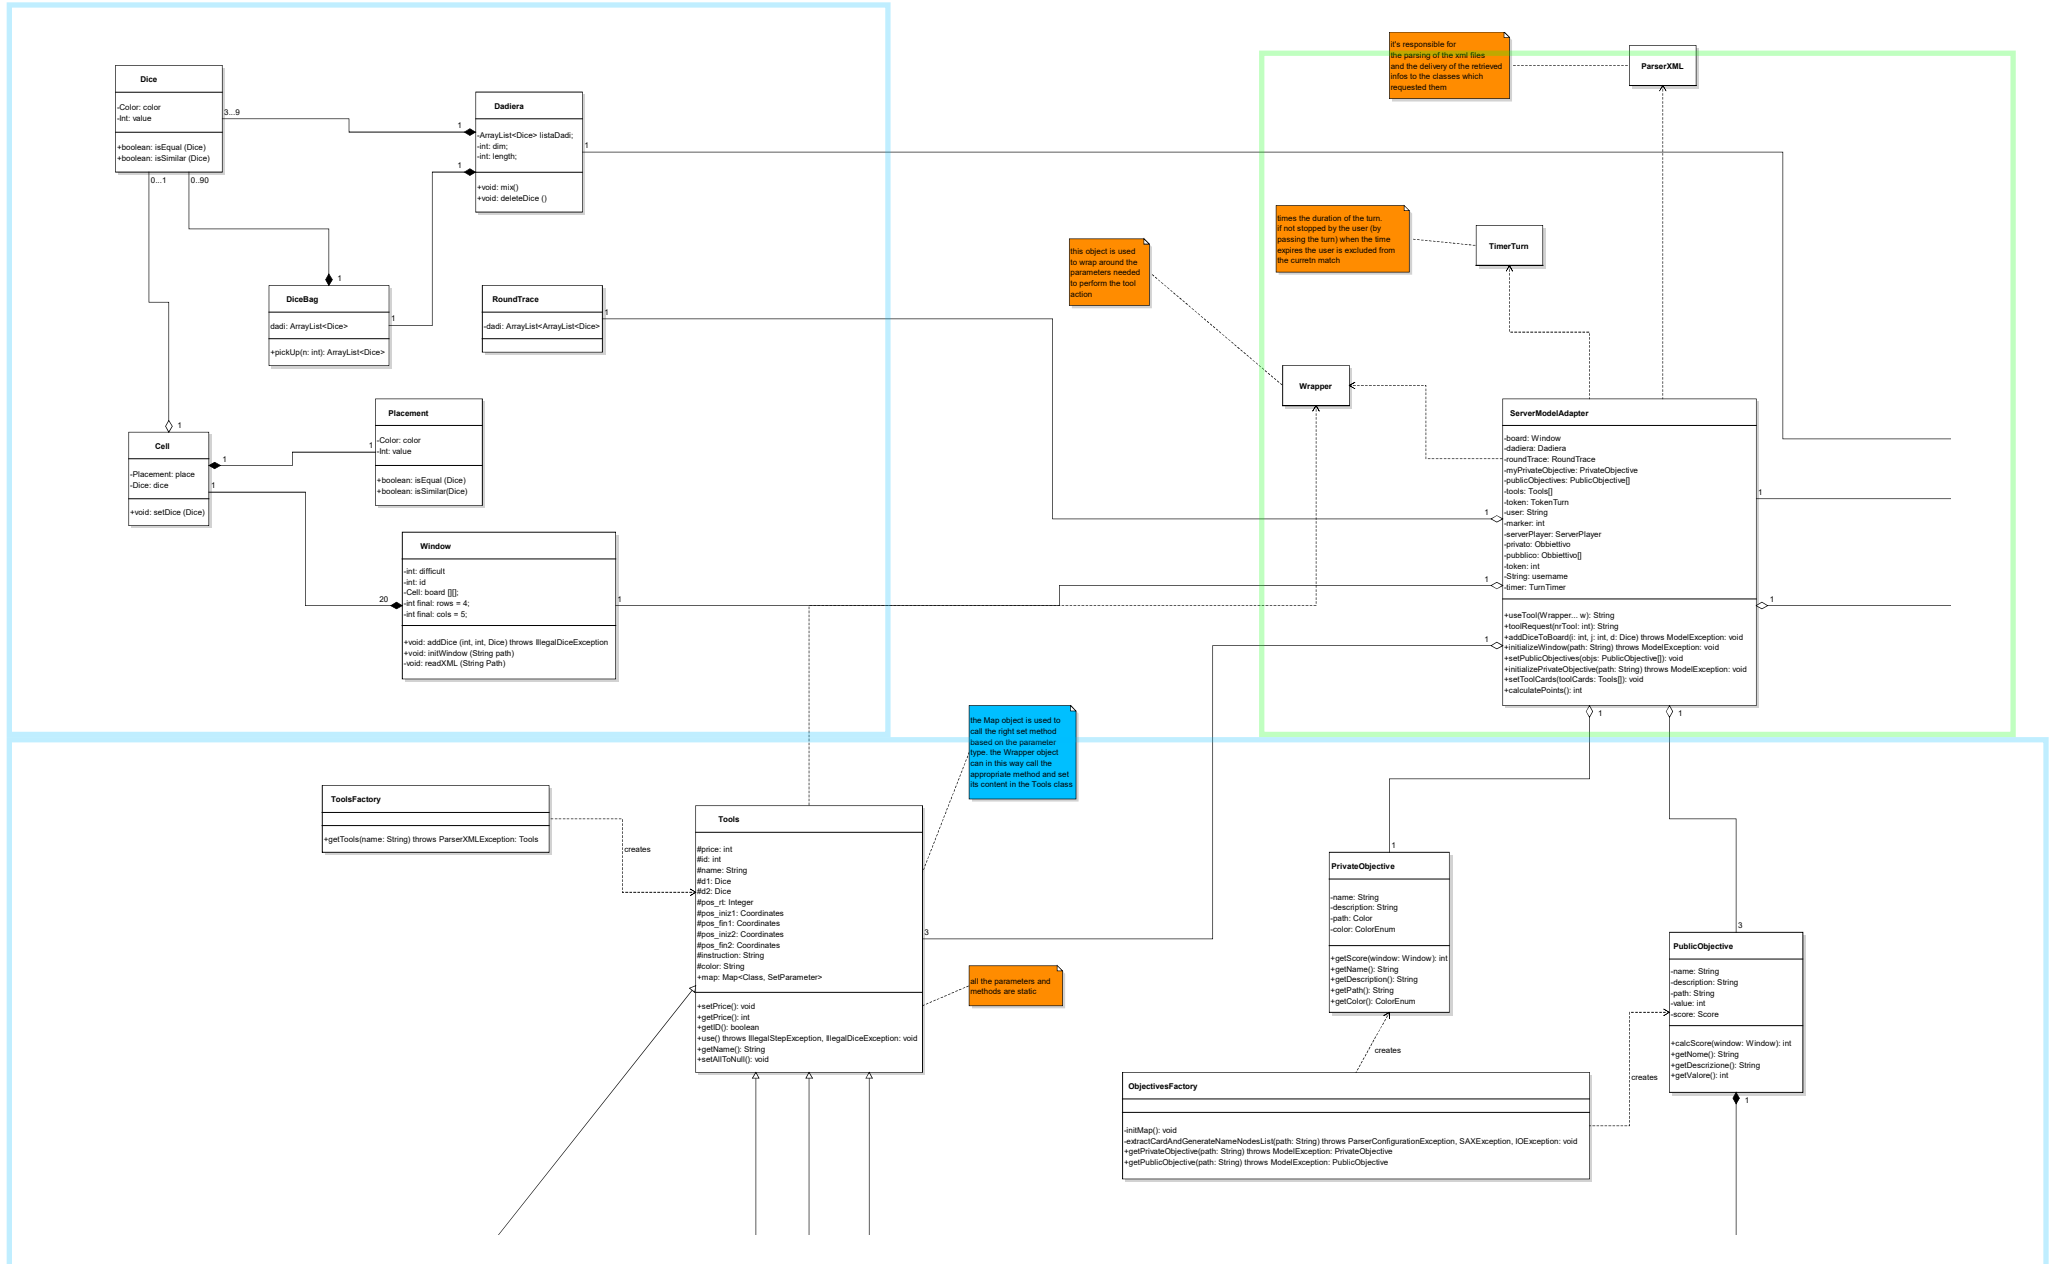 Dice
-Color: color
-Int: value
+boolean: isEqual (Dice)
+boolean: isSimilar (Dice)
3...9
0...1
0..90
1
Dadiera
-ArrayList<Dice> listaDadi;
-int: dim;
-int: length;
+void: mix()
+void: deleteDice ()
1
1
1
DiceBag
dadi: ArrayList<Dice>
+pickUp(n: int): ArrayList<Dice>
1
RoundTrace
-dadi: ArrayList<ArrayList<Dice>
1
Placement
-Color: color
-Int: value
+boolean: isEqual (Dice)
+boolean: isSimilar(Dice)
1
1
Cell
-Placement: place
-Dice: dice
+void: setDice (Dice)
1
1
Window
-int: difficult
-int: id
-Cell: board [][];
-int final: rows = 4;
-int final: cols = 5;
+void: addDice (int, int, Dice) throws IllegalDiceException
+void: initWindow (String path)
-void: readXML (String Path)
20
1
it's responsible for
the parsing of the xml files
and the delivery of the retrieved
infos to the classes which
requested them
ParserXML
times the duration of the turn.
if not stopped by the user (by
passing the turn) when the time
expires the user is excluded from
the curretn match
TimerTurn
this object is used
to wrap around the
parameters needed
to perform the tool
action
Wrapper
ServerModelAdapter
-board: Window
-dadiera: Dadiera
-roundTrace: RoundTrace
-myPrivateObjective: PrivateObjective
-publicObjectives: PublicObjective[]
-tools: Tools[]
-token: TokenTurn
-user: String
-marker: int
-serverPlayer: ServerPlayer
-privato: Obbiettivo
-pubblico: Obbiettivo[]
-token: int
-String: username
-timer: TurnTimer
+useTool(Wrapper... w): String
+toolRequest(nrTool: int): String
+addDiceToBoard(i: int, j: int, d: Dice) throws ModelException: void
+initializeWindow(path: String) throws ModelException: void
+setPublicObjectives(objs: PublicObjective[]): void
+initializePrivateObjective(path: String) throws ModelException: void
+setToolCards(toolCards: Tools[]): void
+calculatePoints(): int
1
1
1
1
1
1
1
the Map object is used to
call the right set method
based on the parameter
type. the Wrapper object
can in this way call the
appropriate method and set
its content in the Tools class
ToolsFactory
+getTools(name: String) throws ParserXMLException: Tools
creates
Tools
#price: int
#id: int
#name: String
#d1: Dice
#d2: Dice
#pos_rt: Integer
#pos_iniz1: Coordinates
#pos_fin1: Coordinates
#pos_iniz2: Coordinates
#pos_fin2: Coordinates
#instruction: String
#color: String
+map: Map<Class, SetParameter>
+setPrice(): void
+getPrice(): int
+getID(): boolean
+use() throws IllegalStepException, IllegalDiceException: void
+getName(): String
+setAllToNull(): void
3
all the parameters and
methods are static
1
PrivateObjective
-name: String
-description: String
-path: Color
-color: ColorEnum
+getScore(window: Window): int
+getName(): String
+getDescription(): String
+getPath(): String
+getColor(): ColorEnum
creates
3
PublicObjective
-name: String
-description: String
-path: String
-value: int
-score: Score
+calcScore(window: Window): int
+getNome(): String
+getDescrizione(): String
+getValore(): int
1
creates
ObjectivesFactory
-initMap(): void
-extractCardAndGenerateNameNodesList(path: String) throws ParserConfigurationException, SAXException, IOException: void
+getPrivateObjective(path: String) throws ModelException: PrivateObjective
+getPublicObjective(path: String) throws ModelException: PublicObjective